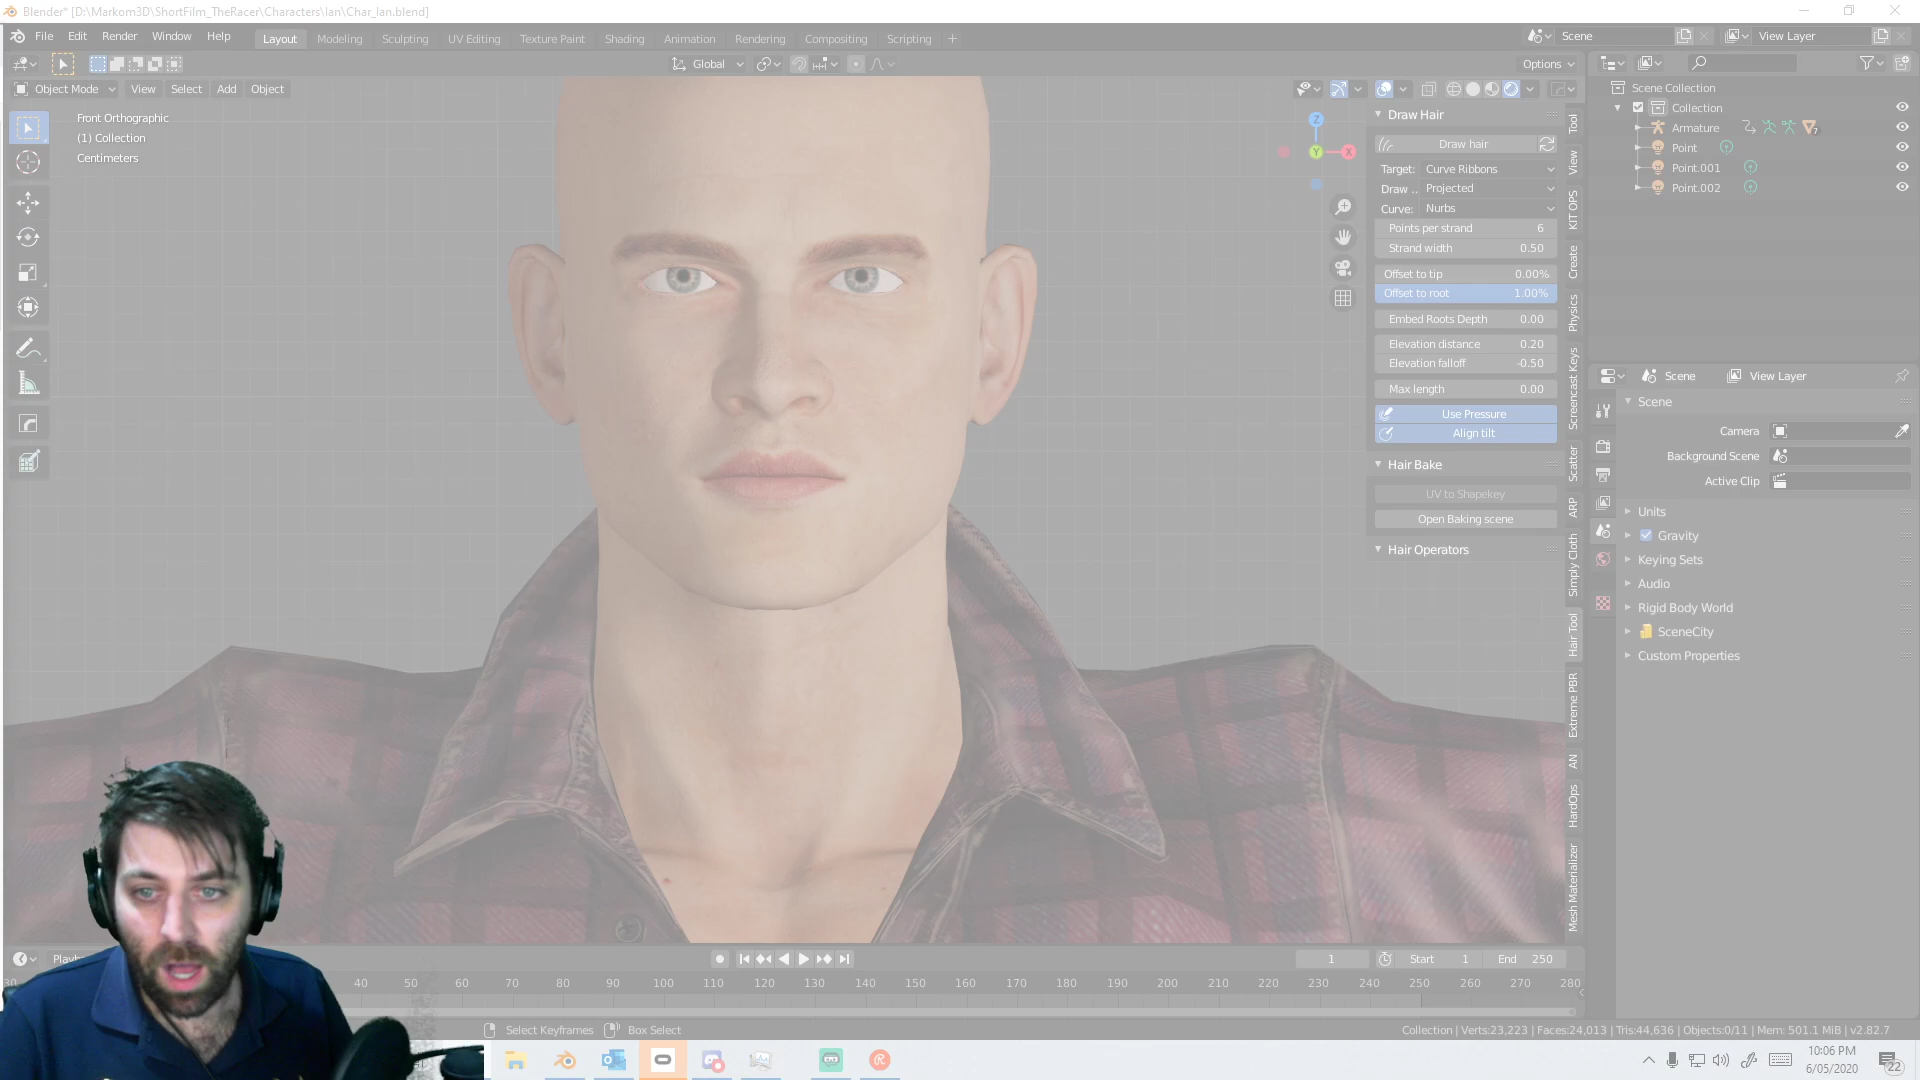 Blender* [D:\Markom3D\ShortFilm_TheRacer\Characters\Ian\Char_Ian.blend]
File Edit Render Window Help Layout Modeling Sculpting UV Editing Texture Paint Shading Animation Rendering Compositing Scripting + Scene View Layer
Global Options
Object Mode View Select Add Object
Front Orthographic
(1) Collection
Centimeters
Z
Y
X
Draw Hair
Draw hair
Target: Curve Ribbons
Draw .. Projected
Curve: Nurbs
Points per strand 6
Strand width 0.50
Offset to tip 0.00%
Offset to root 1.00%
Embed Roots Depth 0.00
Elevation distance 0.20
Elevation falloff -0.50
Max length 0.00
Use Pressure
Align tilt
Hair Bake
UV to Shapekey
Open Baking scene
Hair Operators
Tool
View
KIT OPS
Create
Physics
Screencast Keys
Scatter
ARP
Simply Cloth
Hair Tool
Extreme PBR
AN
HardOps
Mesh Materializer
Scene Collection
Collection
Armature 7
Point
Point.001
Point.002
Scene View Layer
Scene
Camera
Background Scene
Active Clip
Units
Gravity
Keying Sets
Audio
Rigid Body World
SceneCity
Custom Properties
1 Start 1 End 250
40 50 60 70 80 90 100 110 120 130 140 150 160 170 180 190 200 210 220 230 240 250 260 270 280
Select Keyframes Box Select Collection | Verts:23,223 | Faces:24,013 | Tris:44,636 | Objects:0/11 | Mem: 501.1 MiB | v2.82.7
10:06 PM
6/05/2020
22